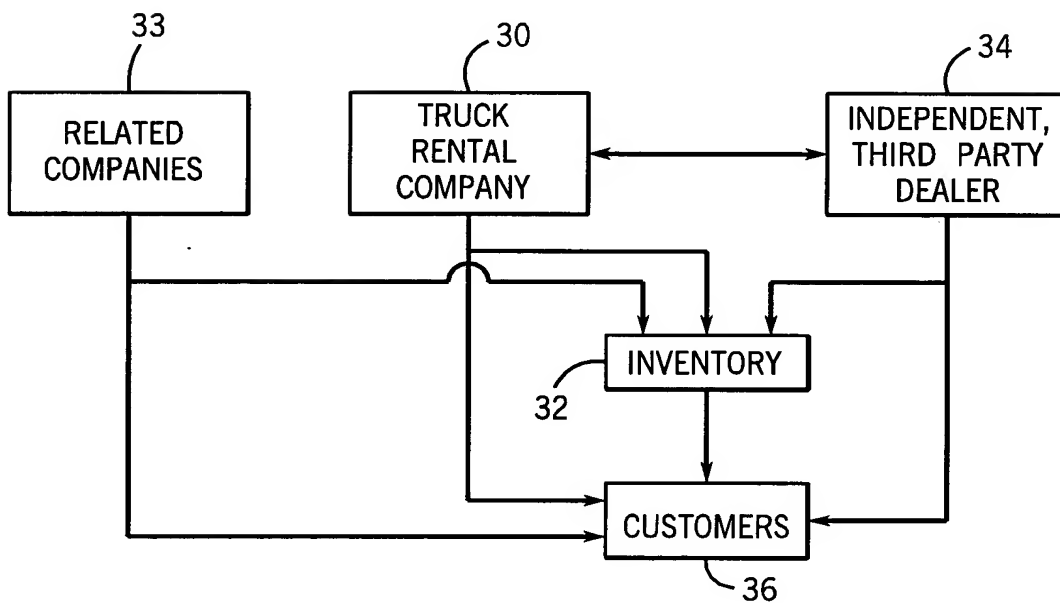 33
30
34
RELATED
COMPANIES
TRUCK
RENTAL
COMPANY
INDEPENDENT,
THIRD PARTY
DEALER
INVENTORY
32
CUSTOMERS
36